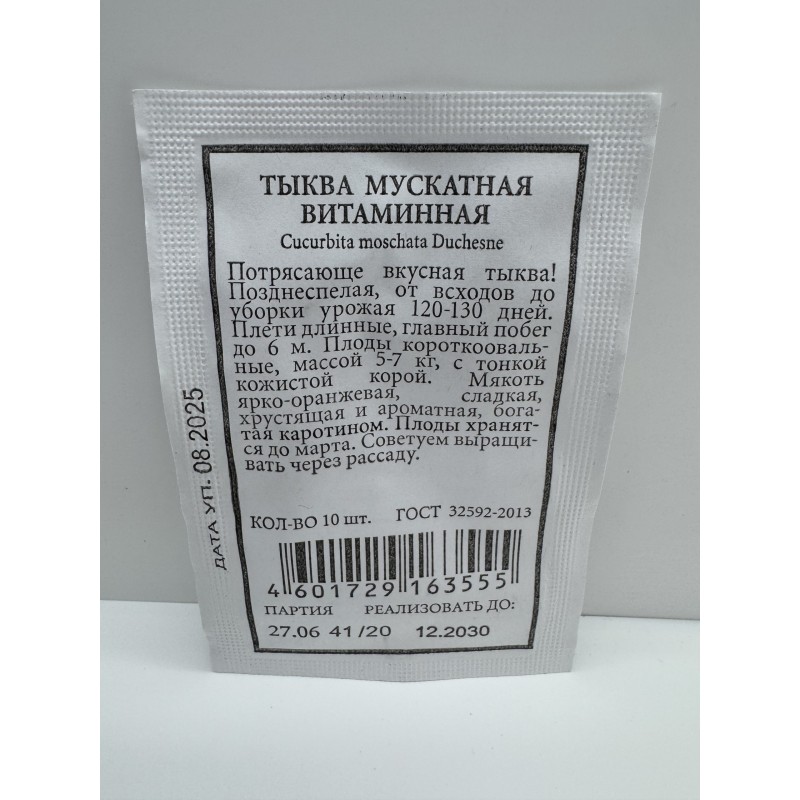 ТЫКВА МУСКАТНАЯ
ВИТАМИННАЯ
Cucurbita moschata Duchesne
Потрясающе вкусная тыква!
Позднеспелая, от всходов до
уборки урожая 120-130 дней.
Плети длинные, главный побег
до 6 м. Плоды короткооваль-
ные, массой 5-7 кг, с тонкой
кожистой корой. Мякоть
ярко-оранжевая, сладкая,
хрустящая и ароматная, бога-
тая каротином. Плоды хранят-
ся до марта. Советуем выращи-
вать через рассаду.
КОЛ-ВО 10 шт. ГОСТ 32592-2013
4 601729 163555
ПАРТИЯ РЕАЛИЗОВАТЬ ДО:
27.06 41/20 12.2030
ДАТА УП. 08.2025